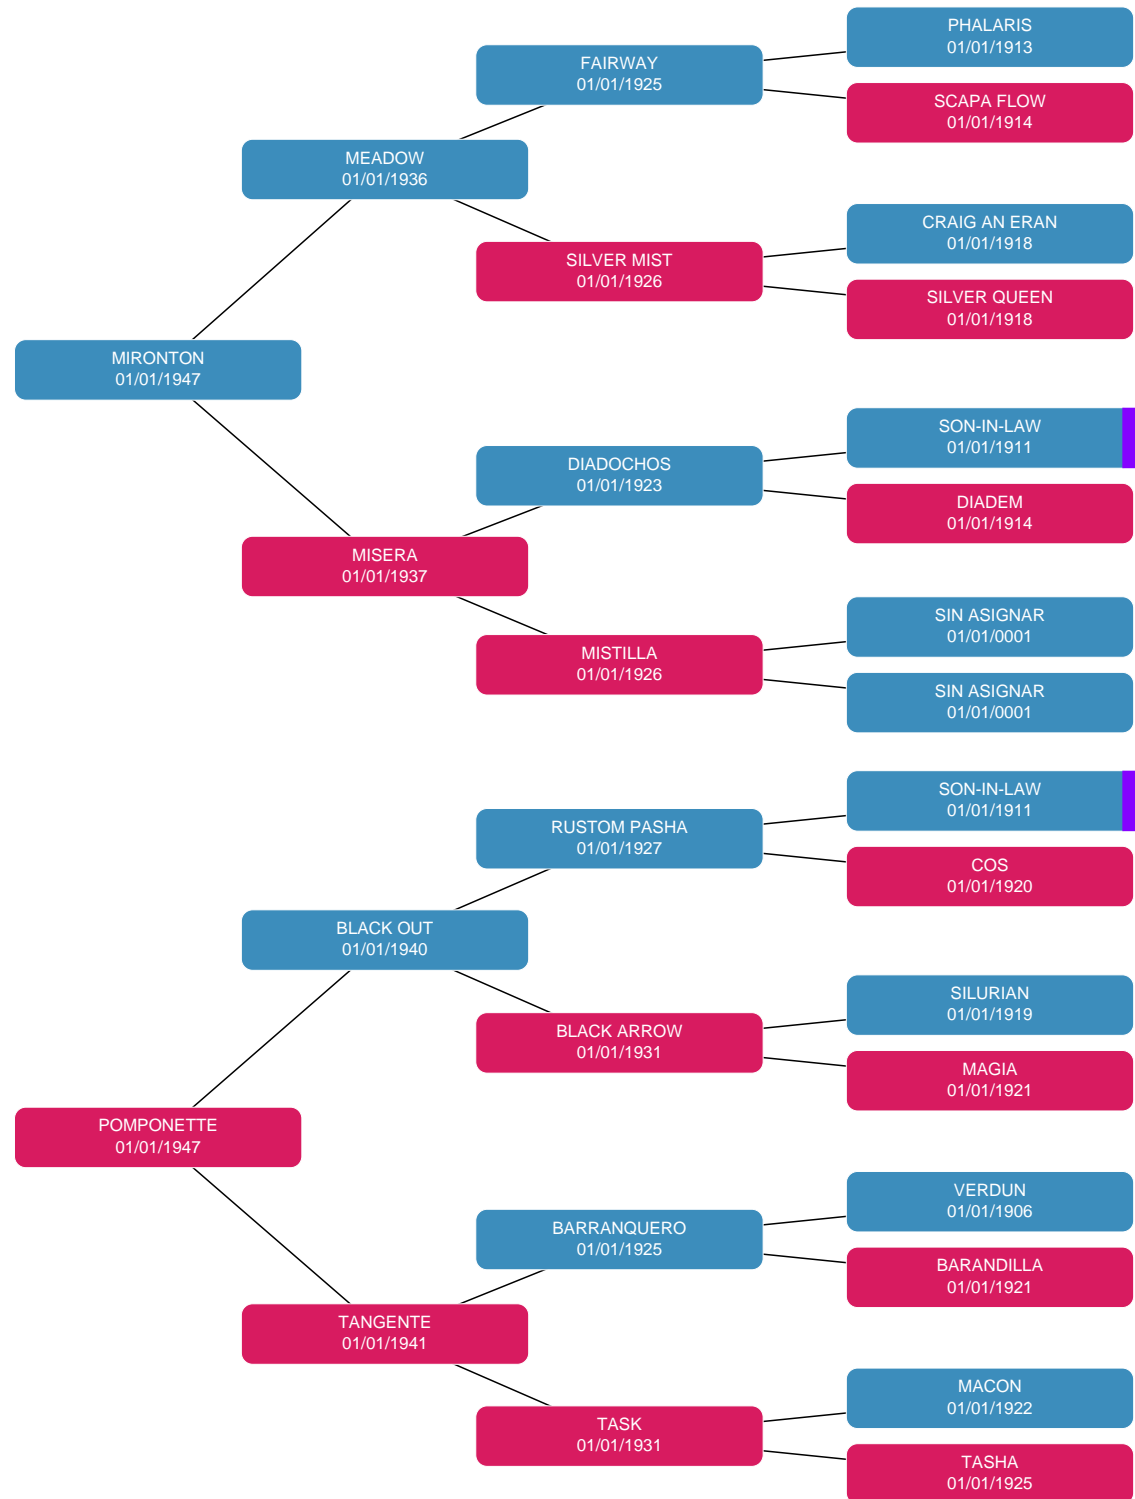 PHALARIS
01/01/1913
FAIRWAY
01/01/1925
SCAPA FLOW
01/01/1914
MEADOW
01/01/1936
CRAIG AN ERAN
01/01/1918
SILVER MIST
01/01/1926
SILVER QUEEN
01/01/1918
MIRONTON
01/01/1947
SON-IN-LAW
01/01/1911
DIADOCHOS
01/01/1923
DIADEM
01/01/1914
MISERA
01/01/1937
SIN ASIGNAR
01/01/0001
MISTILLA
01/01/1926
SIN ASIGNAR
01/01/0001
SON-IN-LAW
01/01/1911
RUSTOM PASHA
01/01/1927
COS
01/01/1920
BLACK OUT
01/01/1940
SILURIAN
01/01/1919
BLACK ARROW
01/01/1931
MAGIA
01/01/1921
POMPONETTE
01/01/1947
VERDUN
01/01/1906
BARRANQUERO
01/01/1925
BARANDILLA
01/01/1921
TANGENTE
01/01/1941
MACON
01/01/1922
TASK
01/01/1931
TASHA
01/01/1925